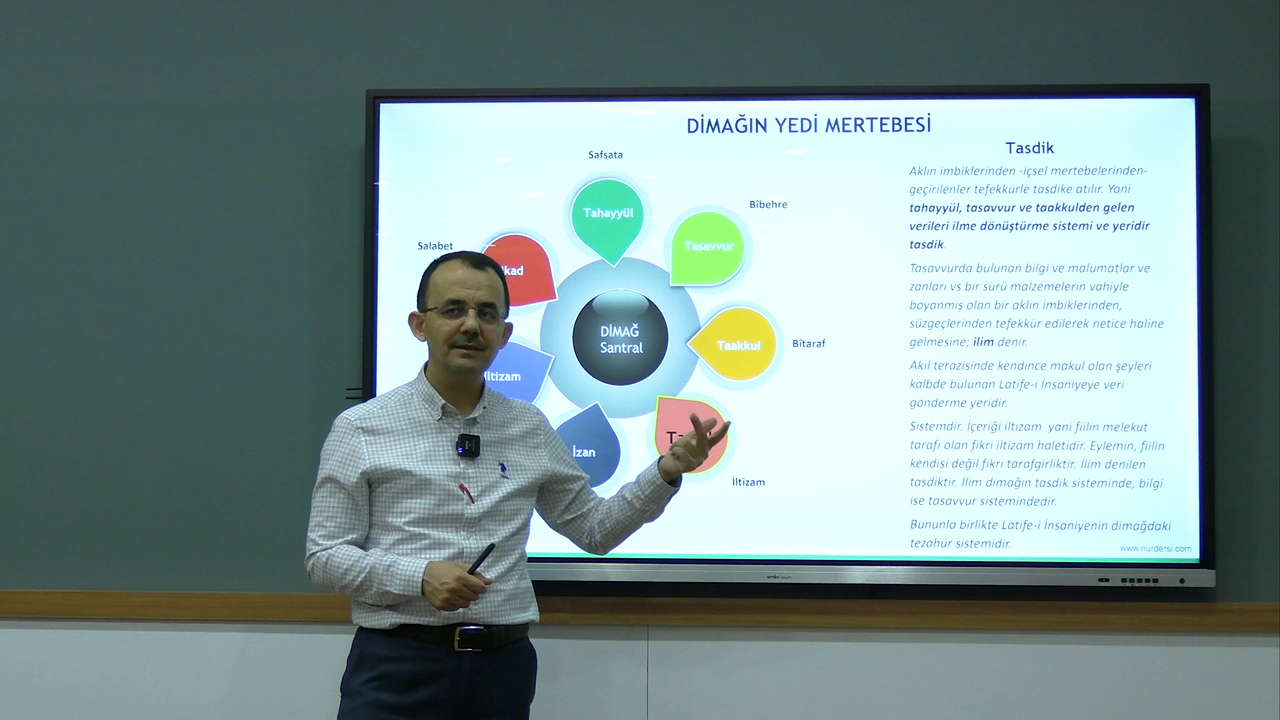 DİMAĞIN YEDİ MERTEBESİ
Safsata
Tahayyül
Bîbehre
Tasavvur
Salabet
kad
DİMAĞ
Santral
Taakkul
Bîtaraf
İltizam
İzan
İltizam
Tasdik
Aklın imbiklerinden -içsel mertebelerinden-
geçirilenler tefekkürle tasdike atılır. Yani
tahayyül, tasavvur ve taakkulden gelen
verileri ilme dönüştürme sistemi ve yeridir
tasdik.
Tasavvurda bulunan bilgi ve malumatlar ve
zanları vs bir sürü malzemelerin vahiyle
boyanmış olan bir aklın imbiklerinden,
süzgeçlerinden tefekkür edilerek netice haline
gelmesine; ilim denir.
Akıl terazisinde kendince makul olan şeyleri
kalbde bulunan Latife-i İnsaniyeye veri
gönderme yeridir.
Sistemdir. İçeriği iltizam yani fiilin melekut
tarafı olan fikri iltizam haletidir. Eylemin, fiilin
kendisi değil fikrî tarafgirliktir. İlim denilen
tasdiktir. İlim dimağın tasdik sisteminde, bilgi
ise tasavvur sistemindedir.
Bununla birlikte Latife-i İnsaniyenin dimağdaki
tezahür sistemidir.
www.nurdersi.com